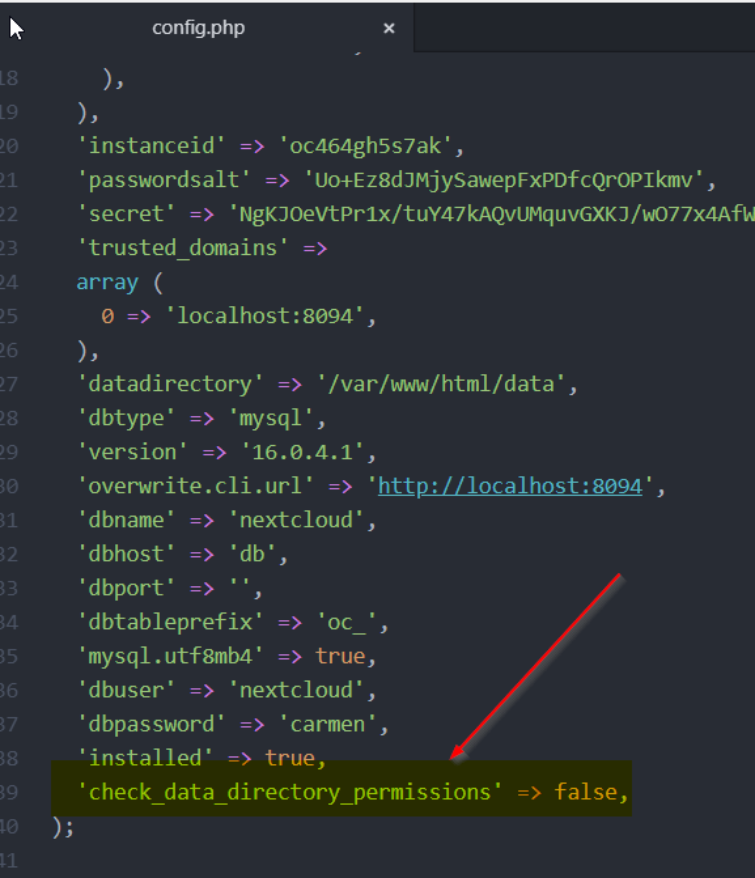 config.php ×
18 ),
19 ),
20 'instanceid' => 'oc464gh5s7ak',
21 'passwordsalt' => 'Uo+Ez8dJMjySawepFxPDfcQrOPIkmv',
22 'secret' => 'NgKJOeVtPr1x/tuY47kAQvUMquvGXKJ/wO77x4AfW
23 'trusted_domains' =>
24 array (
25 0 => 'localhost:8094',
26 ),
27 'datadirectory' => '/var/www/html/data',
28 'dbtype' => 'mysql',
29 'version' => '16.0.4.1',
30 'overwrite.cli.url' => 'http://localhost:8094',
31 'dbname' => 'nextcloud',
32 'dbhost' => 'db',
33 'dbport' => '',
34 'dbtableprefix' => 'oc_',
35 'mysql.utf8mb4' => true,
36 'dbuser' => 'nextcloud',
37 'dbpassword' => 'carmen',
38 'installed' => true,
39 'check_data_directory_permissions' => false,
40 );
41